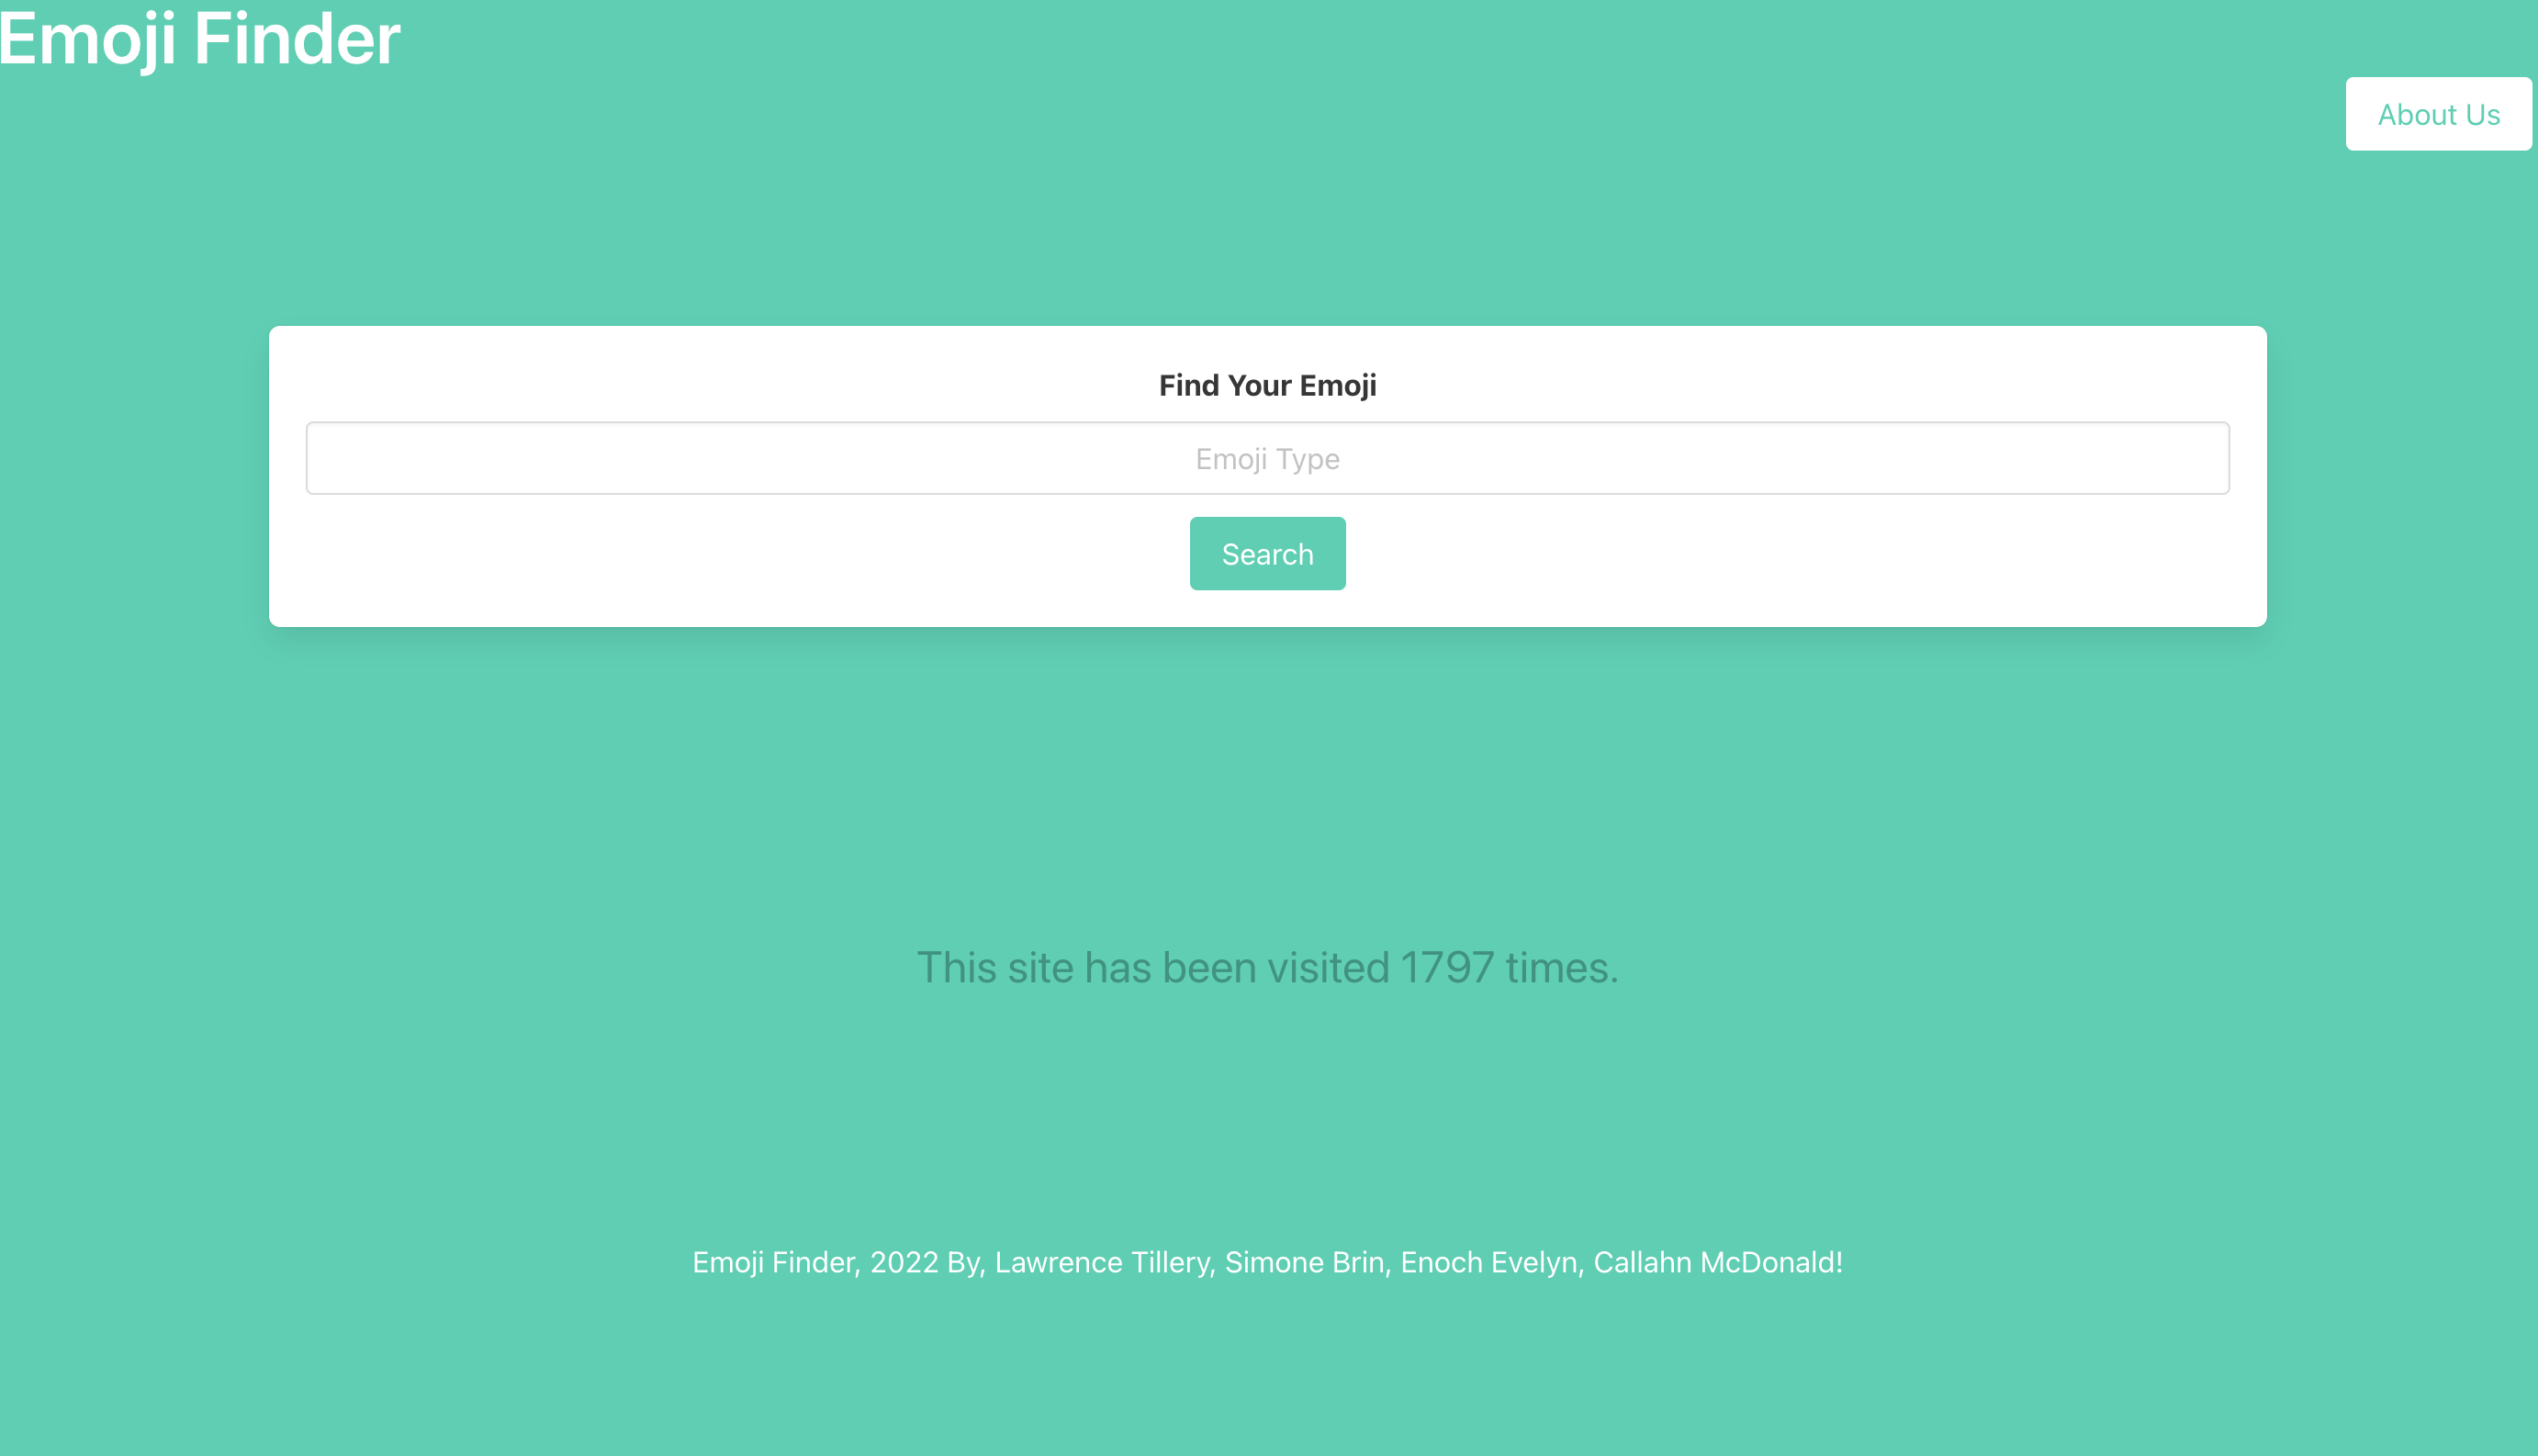 Emoji Finder
About Us
Find Your Emoji
Emoji Type
Search
This site has been visited 1797 times.
Emoji Finder, 2022 By, Lawrence Tillery, Simone Brin, Enoch Evelyn, Callahn McDonald!